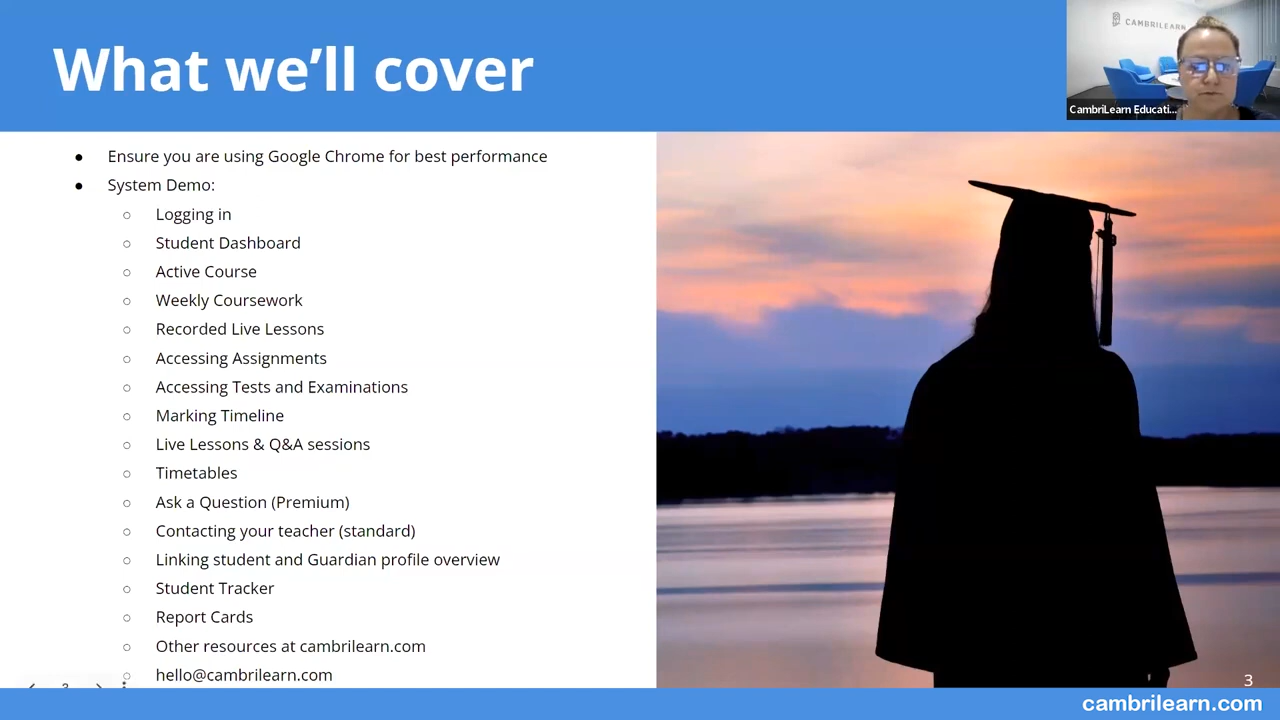 What we'll cover
CAMBRILEARN
CambriLearn Educati...
● Ensure you are using Google Chrome for best performance
● System Demo:
○ Logging in
○ Student Dashboard
○ Active Course
○ Weekly Coursework
○ Recorded Live Lessons
○ Accessing Assignments
○ Accessing Tests and Examinations
○ Marking Timeline
○ Live Lessons & Q&A sessions
○ Timetables
○ Ask a Question (Premium)
○ Contacting your teacher (standard)
○ Linking student and Guardian profile overview
○ Student Tracker
○ Report Cards
○ Other resources at cambrilearn.com
○ hello@cambrilearn.com
3
cambrilearn.com